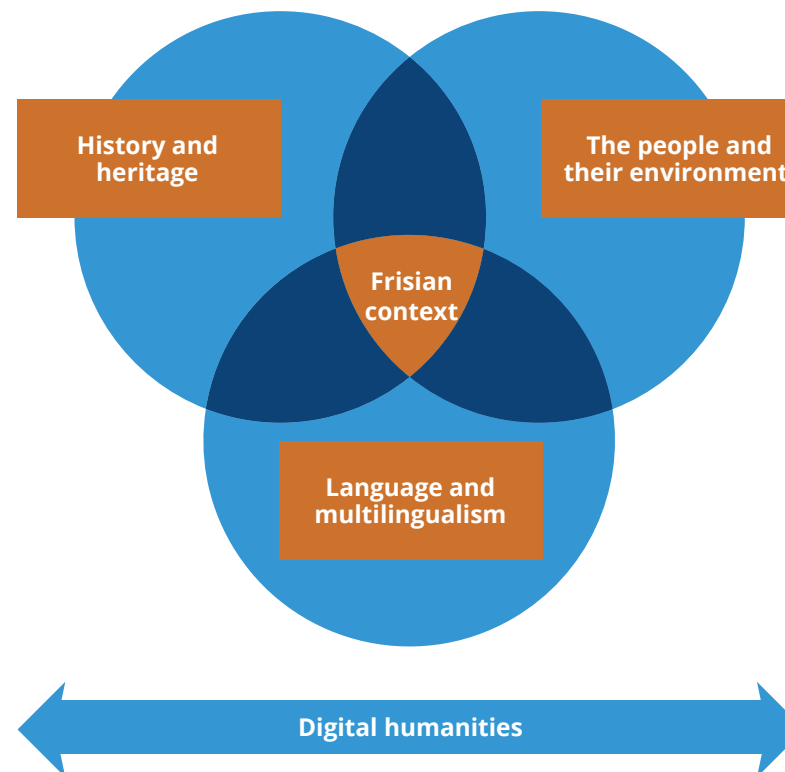 History and
heritage
The people and
their environment
Frisian
context
Language and
multilingualism
Digital humanities